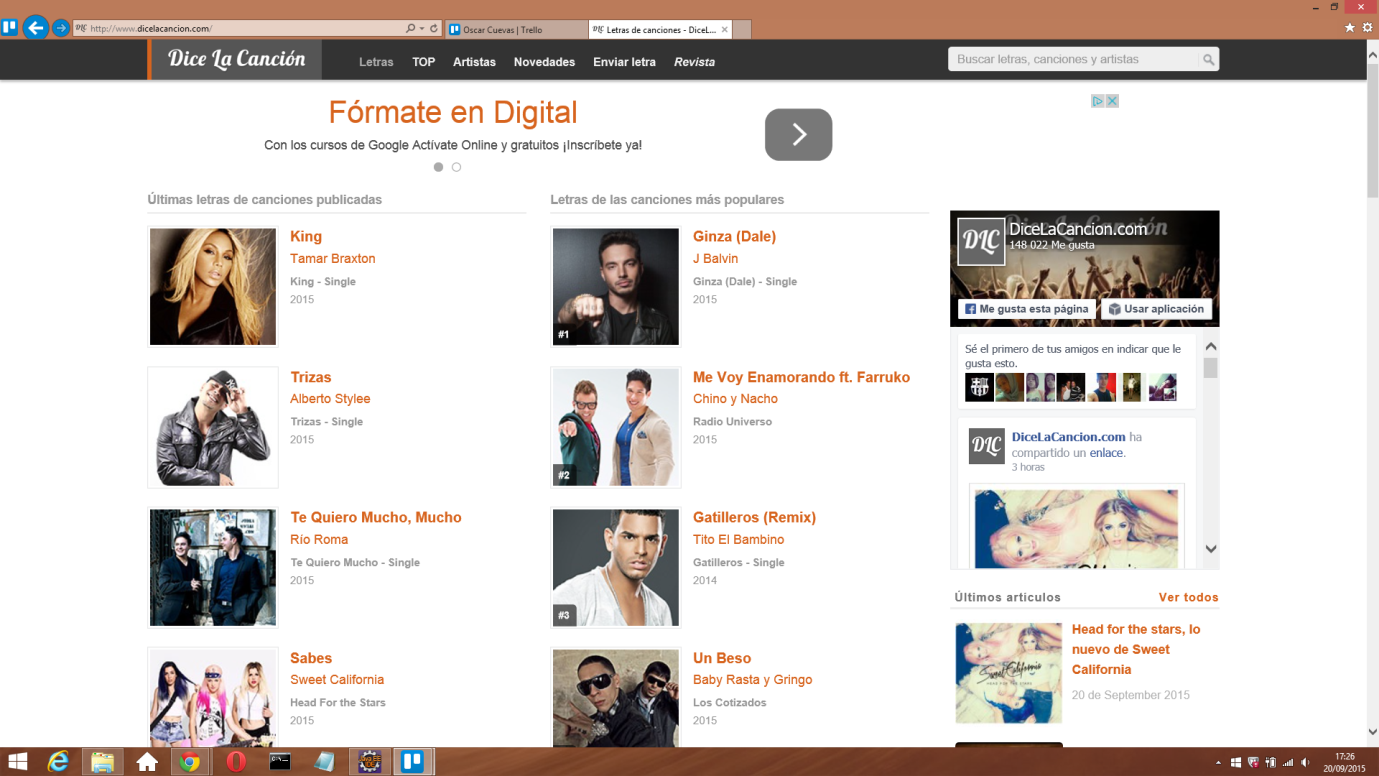 http://www.dicelacancion.com/
Oscar Cuevas | Trello
DLC Letras de canciones - DiceL...
Dice La Canción
Letras
TOP
Artistas
Novedades
Enviar letra
Revista
Buscar letras, canciones y artistas
Fórmate en Digital
Con los cursos de Google Actívate Online y gratuitos ¡Inscríbete ya!
Últimas letras de canciones publicadas
King
Tamar Braxton
King - Single
2015
Trizas
Alberto Stylee
Trizas - Single
2015
Te Quiero Mucho, Mucho
Río Roma
Te Quiero Mucho - Single
2015
Sabes
Sweet California
Head For the Stars
2015
Letras de las canciones más populares
Ginza (Dale)
J Balvin
Ginza (Dale) - Single
2015
#1
Me Voy Enamorando ft. Farruko
Chino y Nacho
Radio Universo
2015
#2
Gatilleros (Remix)
Tito El Bambino
Gatilleros - Single
2014
#3
Un Beso
Baby Rasta y Gringo
Los Cotizados
2015
Dice La Canción
DLC
DiceLaCancion.com
148 022 Me gusta
Me gusta esta página
Usar aplicación
Sé el primero de tus amigos en indicar que le
gusta esto.
DLC
DiceLaCancion.com ha
compartido un enlace.
3 horas
Últimos articulos
Ver todos
Sweet California
Head for the stars, lo
nuevo de Sweet
California
20 de September 2015
17:26
20/09/2015